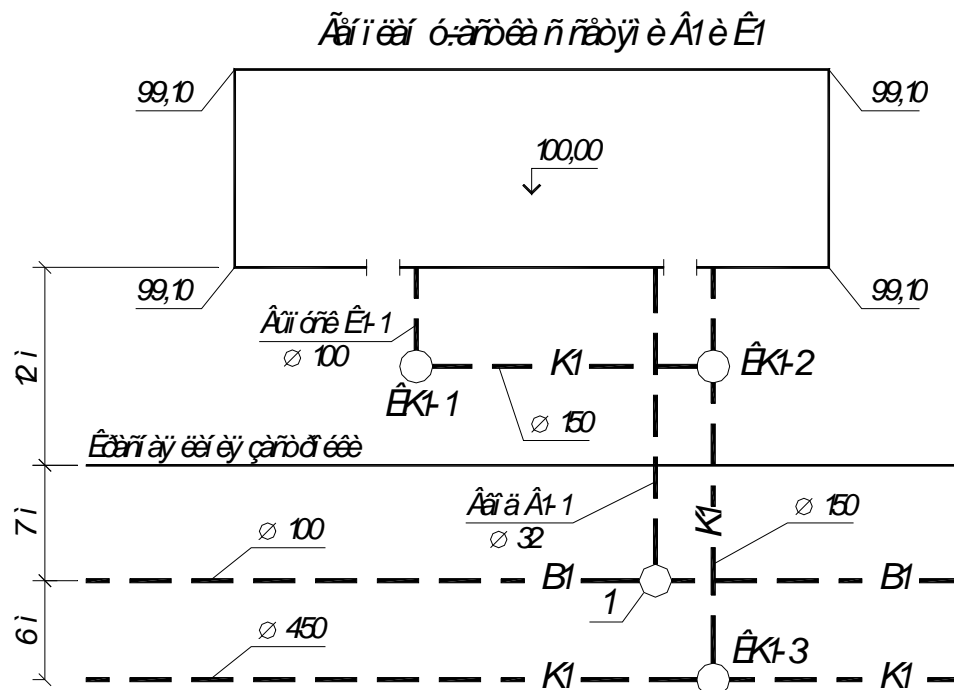 Ãåíïëàí ó÷àñòêà ñ ñåòÿìè Â1 è Ê1
99,10
99,10
100,00
99,10
99,10
Âûïóñê Ê1-1
∅ 100
K1
ÊK1-2
ÊK1-1
∅ 150
12 ì
Êðàñíàÿ ëèíèÿ çàñòðîéêè
Ââîä Â1-1
∅ 32
∅ 150
K1
7 ì
∅ 100
B1
B1
1
6 ì
∅ 450
ÊK1-3
K1
K1